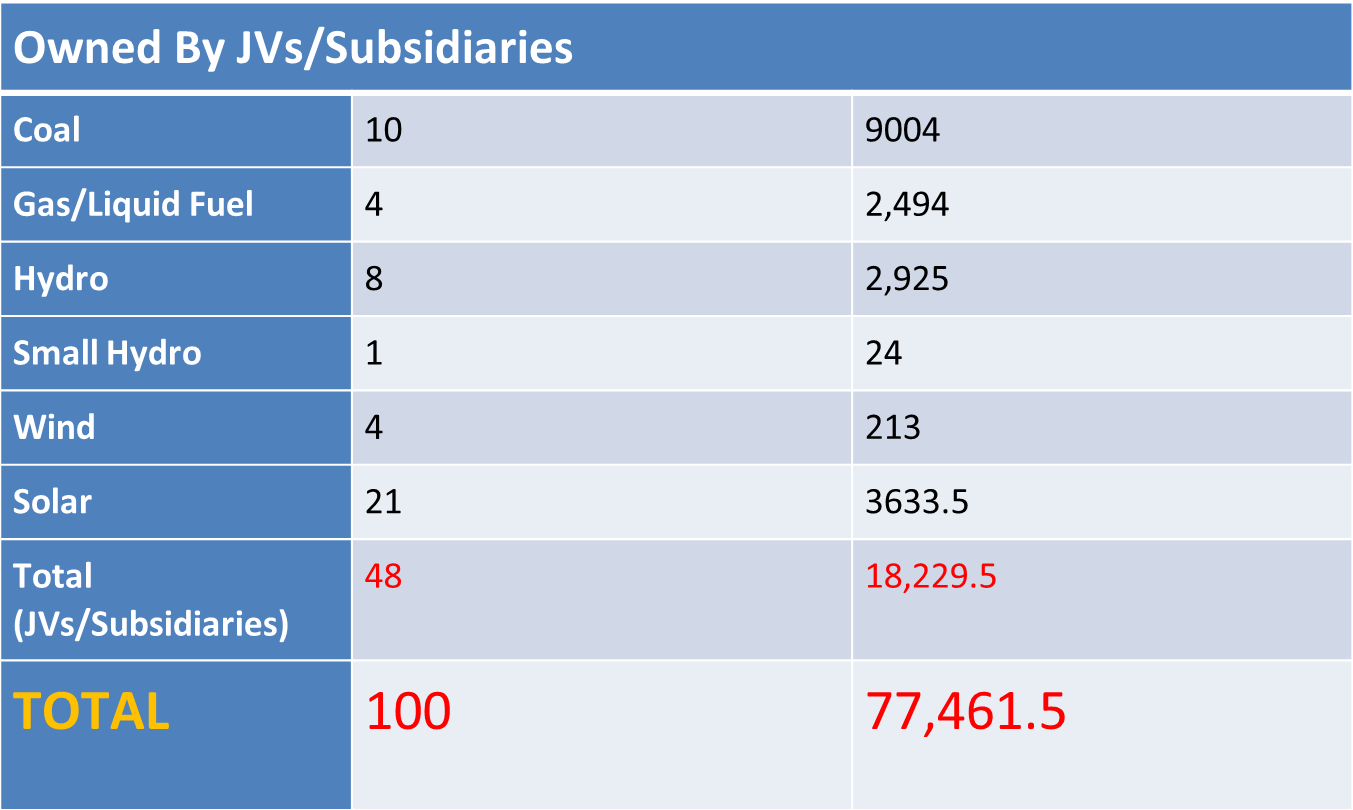 Owned By JVs/Subsidiaries
Coal 10 9004
Gas/Liquid Fuel 4 2,494
Hydro 8 2,925
Small Hydro 1 24
Wind 4 213
Solar 21 3633.5
Total 48 18,229.5
(JVs/Subsidiaries)
TOTAL 100 77,461.5